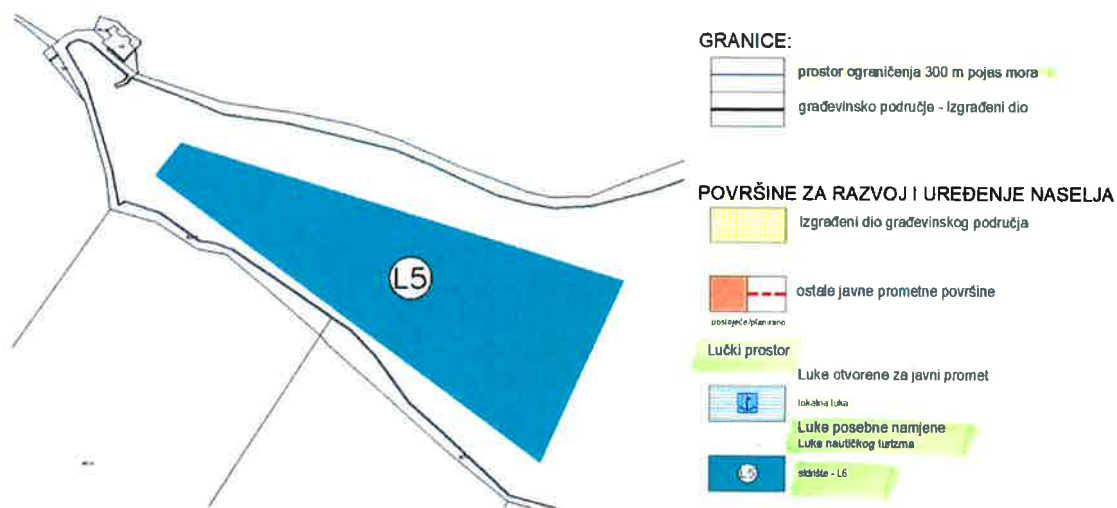 L5
GRANICE:
prostor ograničenja 300 m pojas mora
građevinsko područje - Izgrađeni dio
POVRŠINE ZA RAZVOJ I UREĐENJE NASELJA
Izgrađeni dio građevinskog područja
ostale javne prometne površine
postojeće/planirano
Lučki prostor
Luke otvorene za javni promet
lokalna luka
Luke posebne namjene
Luke nautičkog turizma
L5
sidrište - L5